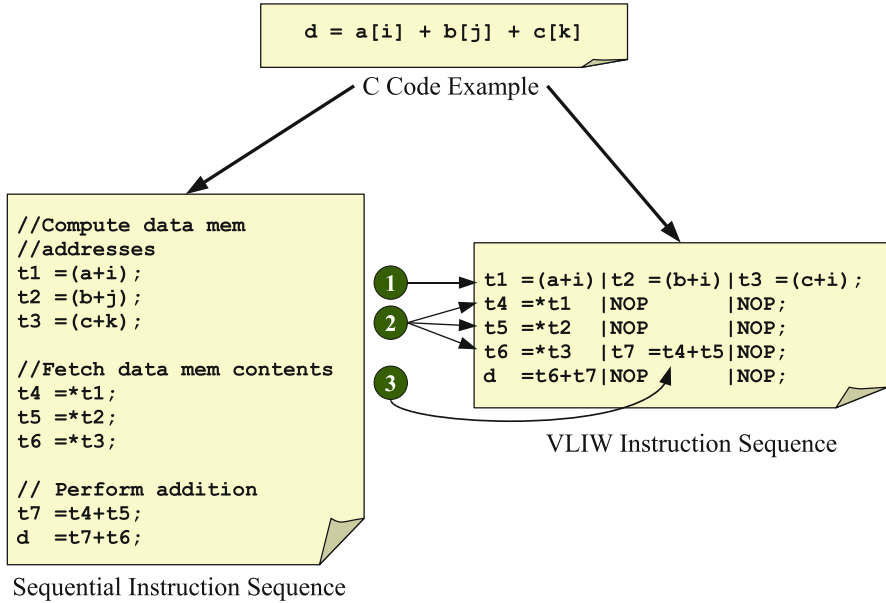 d = a[i] + b[j] + c[k]
C Code Example
//Compute data mem
//addresses
t1 =(a+i);
t2 =(b+j);
t3 =(c+k);
//Fetch data mem contents
t4 =*t1;
t5 =*t2;
t6 =*t3;
// Perform addition
t7 =t4+t5;
d  =t7+t6;
Sequential Instruction Sequence
1
2
3
t1 =(a+i)|t2 =(b+i)|t3 =(c+i);
t4 =*t1  |NOP      |NOP;
t5 =*t2  |NOP      |NOP;
t6 =*t3  |t7 =t4+t5|NOP;
d  =t6+t7|NOP      |NOP;
VLIW Instruction Sequence